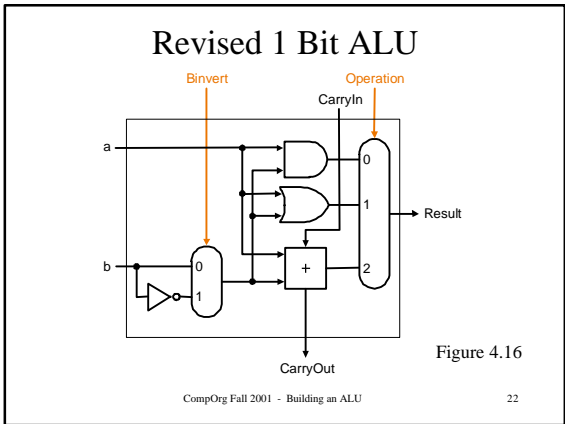 Revised 1 Bit ALU
Binvert
Operation
CarryIn
a
0
1
Result
b
0
1
+
2
CarryOut
Figure 4.16
CompOrg Fall 2001 - Building an ALU
22